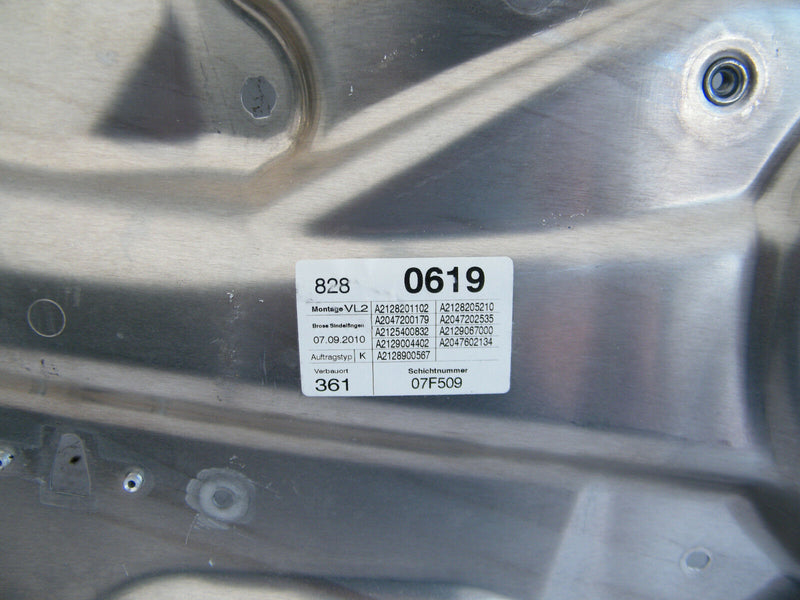 828 0619
Montage VL2 A2128201102 A2128205210
Brose Sindelfingen A2047200179 A2047202535
07.09.2010 A2125400832 A2129067000
A2129004402 A2047602134
Auftragstyp K A2128900567
Verbauort Schichtnummer
361 07F509